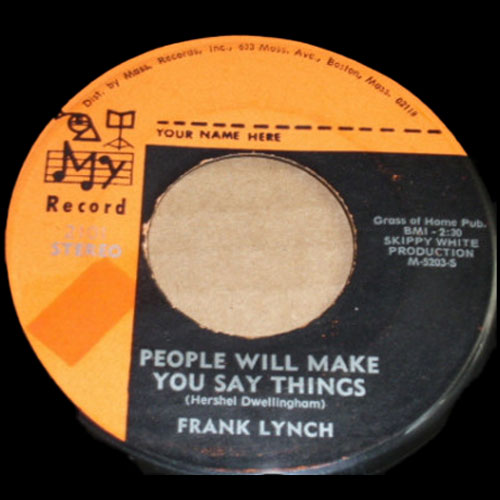 Dist. by Mass. Records, Inc., 633 Mass. Ave., Boston, Mass. 02118
YOUR NAME HERE
My
Record
STEREO
Grass of Home Pub.
BMI - 2:30
SKIPPY WHITE
PRODUCTION
M-5203-S
PEOPLE WILL MAKE
YOU SAY THINGS
(Hershel Dwellingham)
FRANK LYNCH